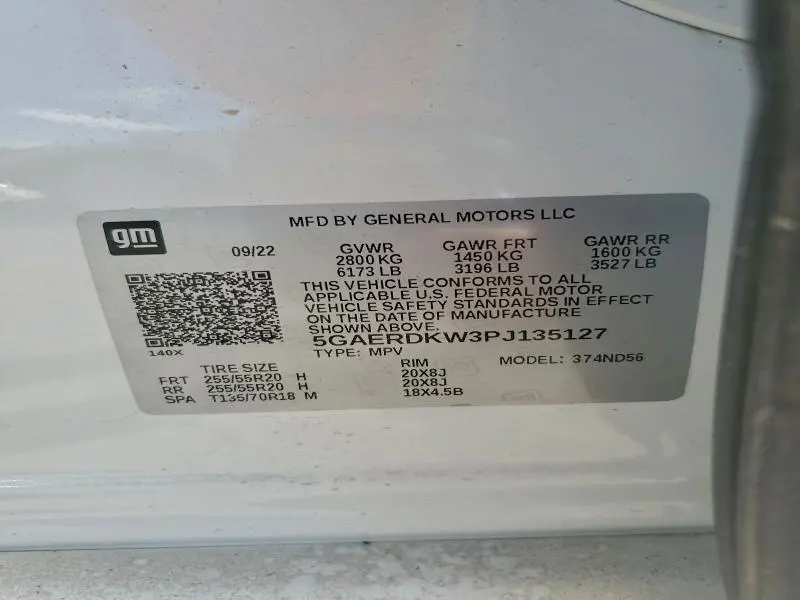 gm
MFD BY GENERAL MOTORS LLC
09/22
GVWR GAWR FRT GAWR RR
2800 KG 1450 KG 1600 KG
6173 LB 3196 LB 3527 LB
THIS VEHICLE CONFORMS TO ALL
APPLICABLE U.S. FEDERAL MOTOR
VEHICLE SAFETY STANDARDS IN EFFECT
ON THE DATE OF MANUFACTURE
SHOWN ABOVE.
140X
5GAERDKW3PJ135127
TYPE: MPV MODEL: 374ND56
TIRE SIZE RIM
FRT 255/55R20 H 20X8J
RR 255/55R20 H 20X8J
SPA T135/70R18 M 18X4.5B